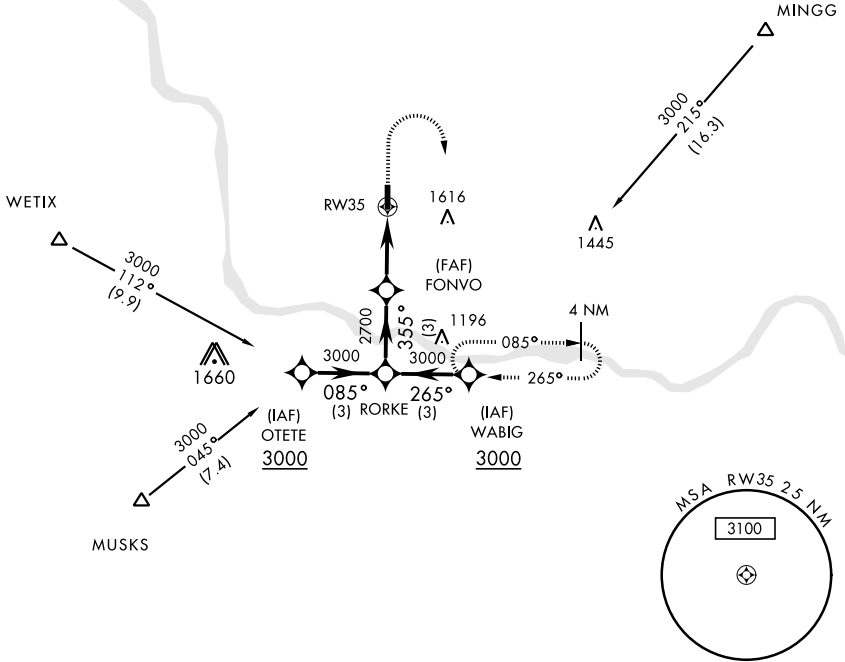 MINGG
3000
215°
(16.3)
RW35
1616
1445
WETIX
3000
112°
(9.9)
(FAF)
FONVO
4 NM
2700
355°
(3)
1196
085°
1660
3000
3000
265°
085°
(3)
RORKE
265°
(3)
(IAF)
OTETE
3000
(IAF)
WABIG
3000
3000
045°
(7.4)
MUSKS
MSA RW35 25 NM
3100